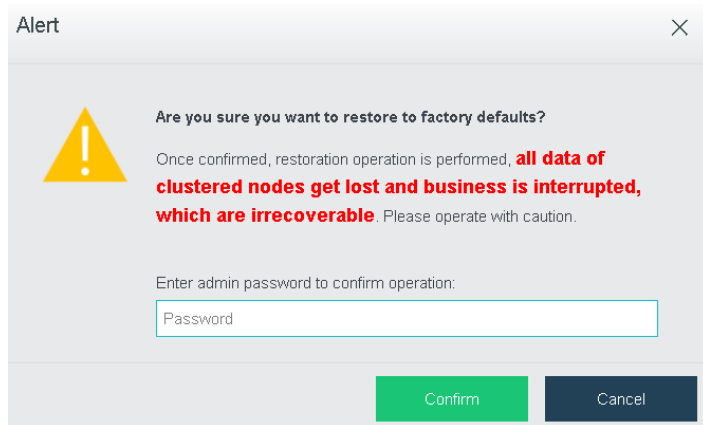 Alert
Are you sure you want to restore to factory defaults?
Once confirmed, restoration operation is performed, all data of
clustered nodes get lost and business is interrupted,
which are irrecoverable. Please operate with caution.
Enter admin password to confirm operation:
Password
Confirm Cancel